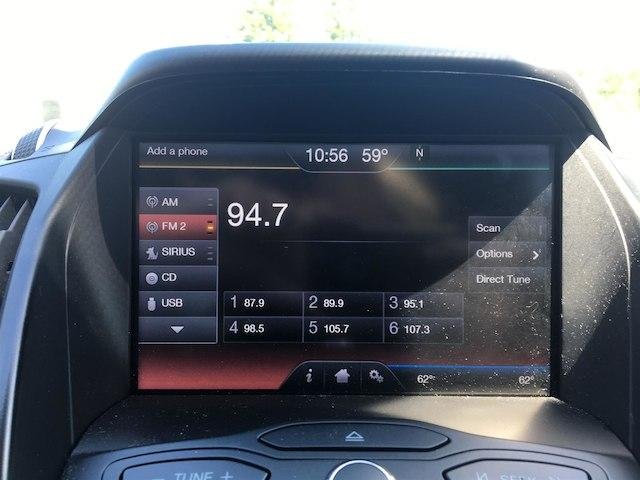 Add a phone
10:56 59° N
AM
FM 2
SIRIUS
CD
USB
94.7
Scan
Options
Direct Tune
1 87.9 2 89.9 3 95.1
4 98.5 5 105.7 6 107.3
i
62° 62°
− TUNE +
SEEK